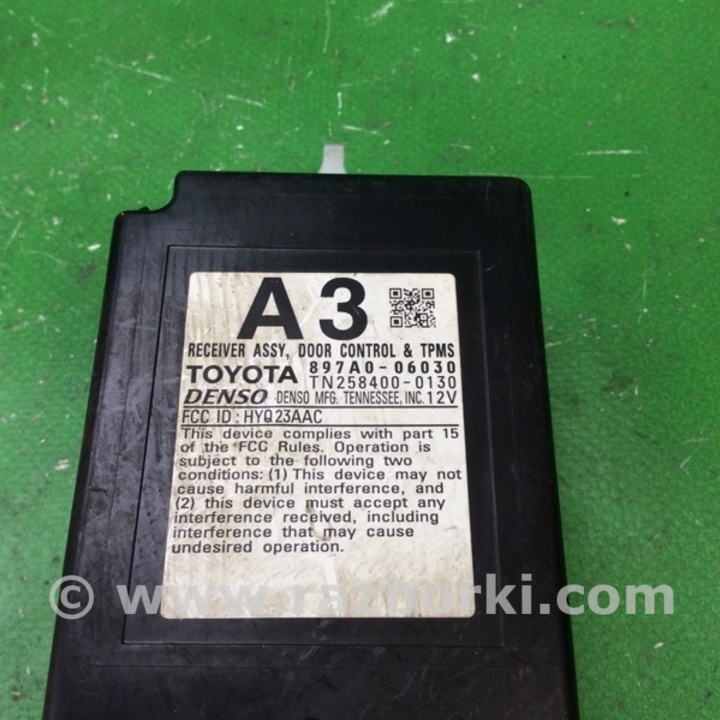 A3
RECEIVER ASSY, DOOR CONTROL & TPMS
TOYOTA 897A0-06030
TN258400-0130
DENSO DENSO MFG. TENNESSEE, INC. 12V
FCC ID : HYQ23AAC
This device complies with part 15
of the FCC Rules. Operation is
subject to the following two
conditions: (1) This device may not
cause harmful interference, and
(2) this device must accept any
interference received, including
interference that may cause
undesired operation.
© www.razborki.com